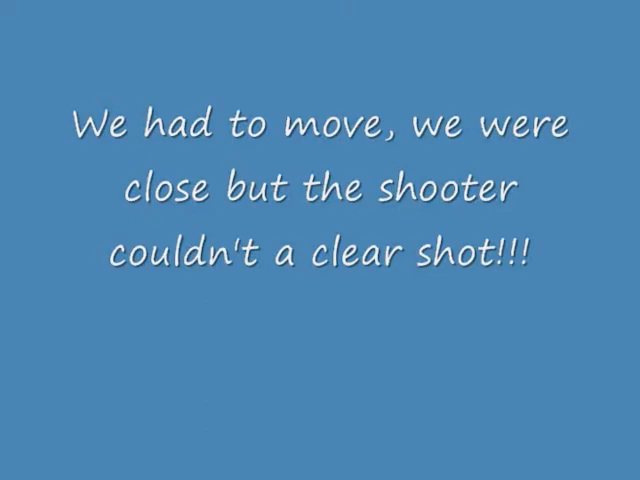 We had to move, we were
close but the shooter
couldn't a clear shot!!!